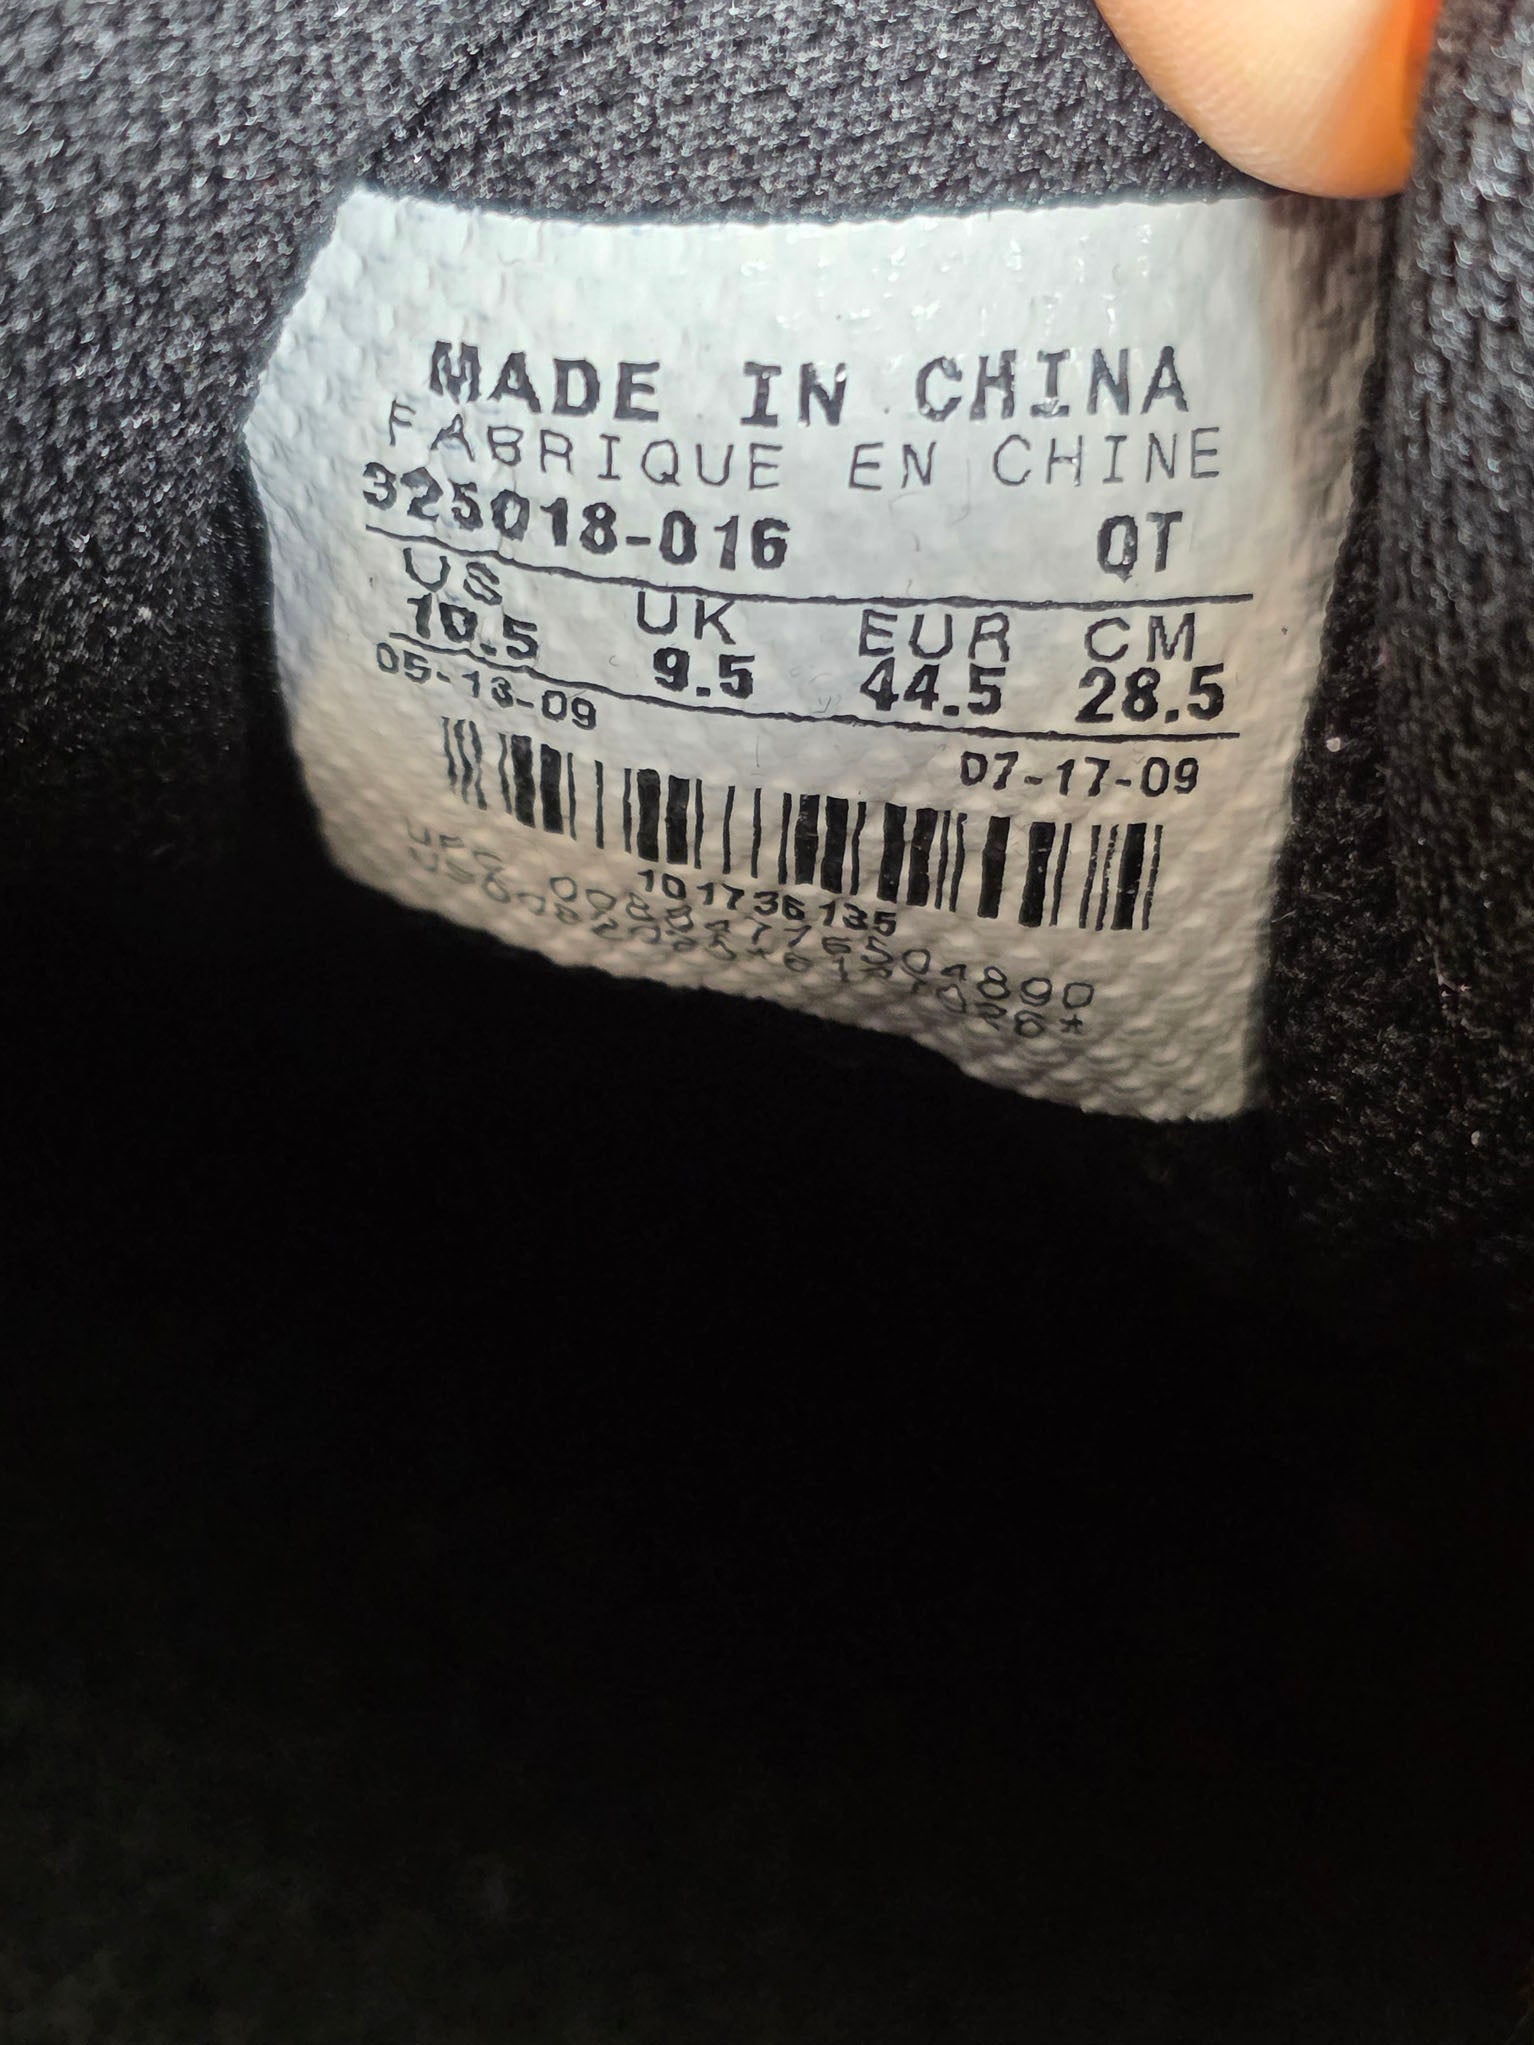 MADE IN CHINA
FABRIQUE EN CHINE
325018-016 QT
US UK EUR CM
10.5 9.5 44.5 28.5
05-13-09 07-17-09
101736135